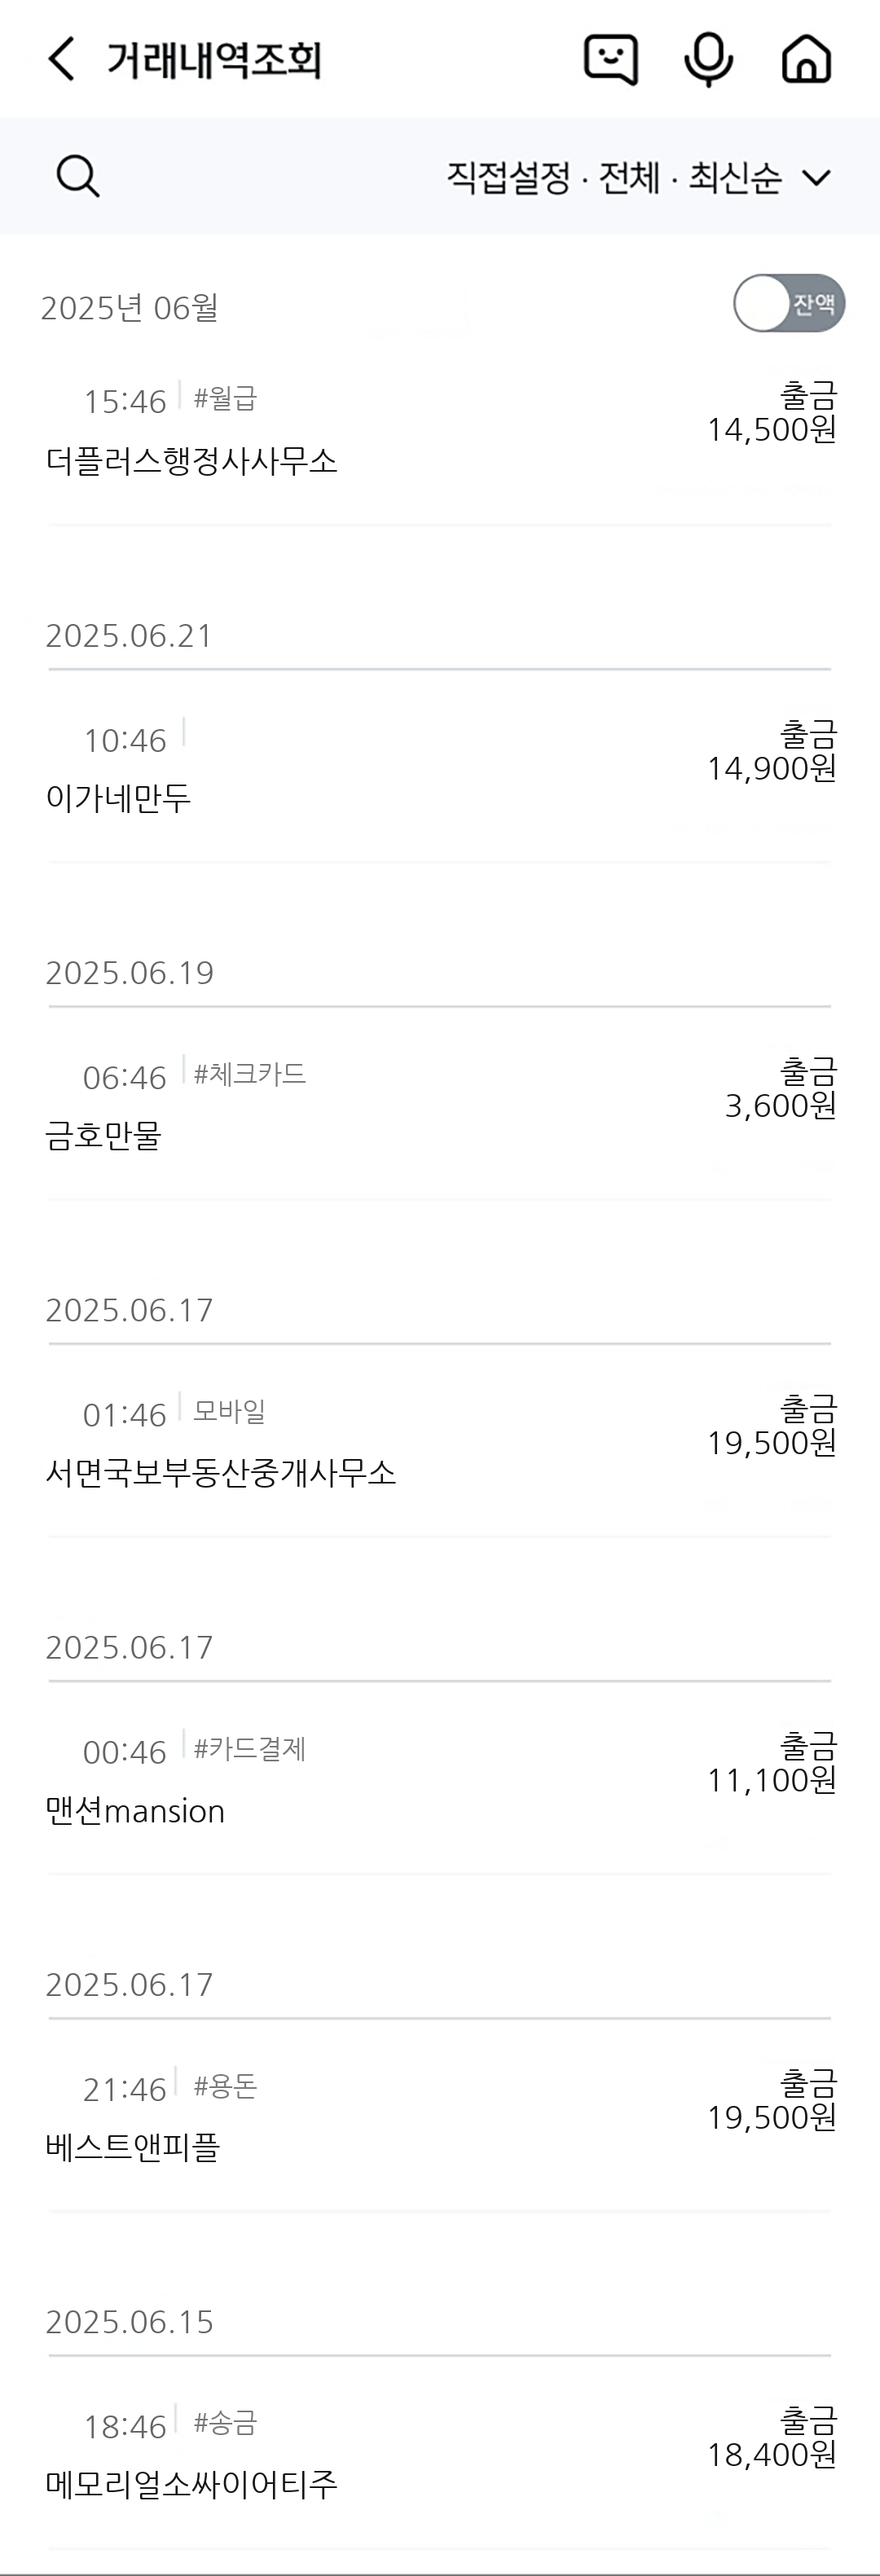 거래내역조회
직접설정 · 전체 · 최신순
2025년 06월
잔액
15:46 #월급
출금
14,500원
더플러스행정사사무소
2025.06.21
10:46
출금
14,900원
이가네만두
2025.06.19
06:46 #체크카드
출금
3,600원
금호만물
2025.06.17
01:46 모바일
출금
19,500원
서면국보부동산중개사무소
2025.06.17
00:46 #카드결제
출금
11,100원
맨션mansion
2025.06.17
21:46 #용돈
출금
19,500원
베스트앤피플
2025.06.15
18:46 #송금
출금
18,400원
메모리얼소싸이어티주